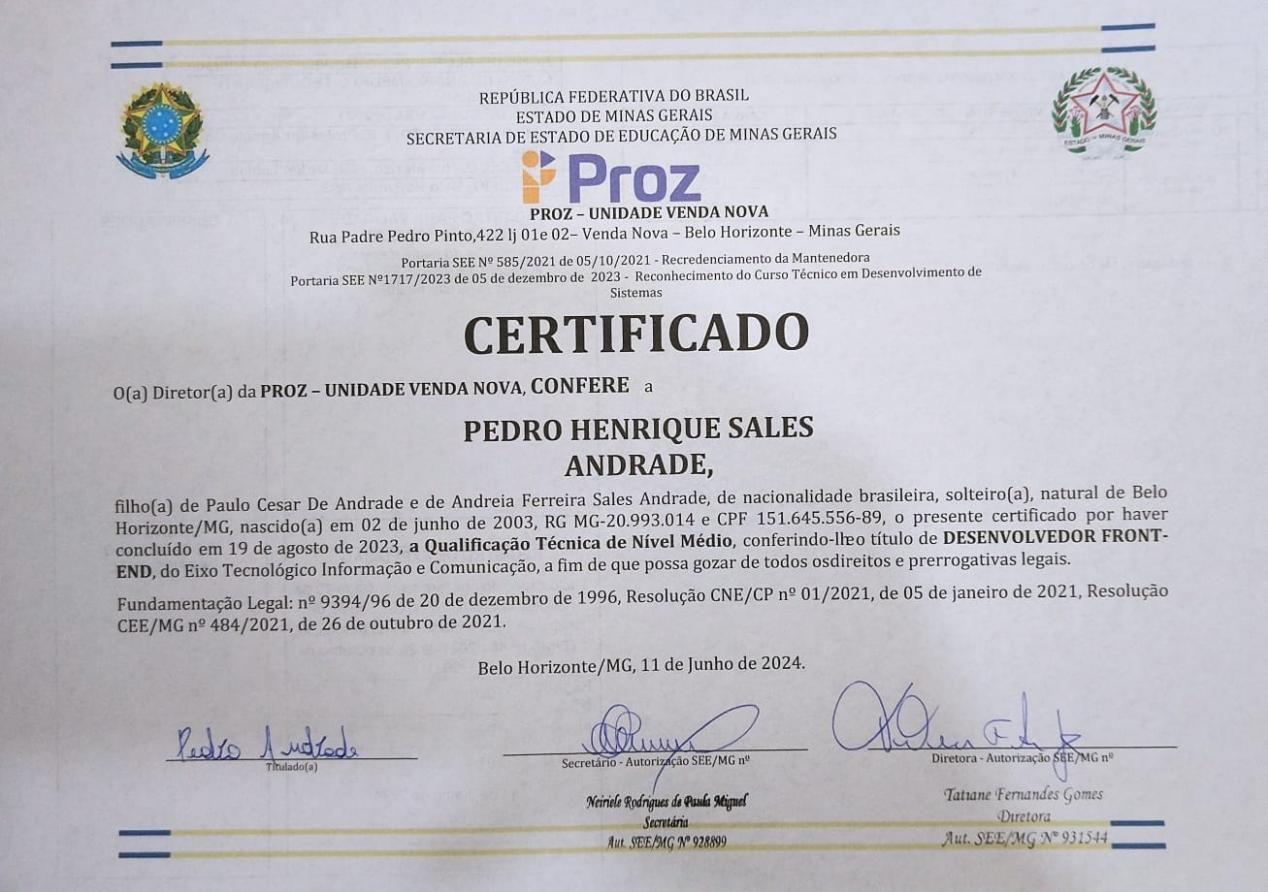 REPÚBLICA FEDERATIVA DO BRASIL
ESTADO DE MINAS GERAIS
SECRETARIA DE ESTADO DE EDUCAÇÃO DE MINAS GERAIS
Proz
PROZ – UNIDADE VENDA NOVA
Rua Padre Pedro Pinto,422 lj 01e 02– Venda Nova – Belo Horizonte – Minas Gerais
Portaria SEE Nº 585/2021 de 05/10/2021 - Recredenciamento da Mantenedora
Portaria SEE Nº1717/2023 de 05 de dezembro de 2023 - Reconhecimento do Curso Técnico em Desenvolvimento de
Sistemas
CERTIFICADO
O(a) Diretor(a) da PROZ – UNIDADE VENDA NOVA, CONFERE a
PEDRO HENRIQUE SALES
ANDRADE,
filho(a) de Paulo Cesar De Andrade e de Andreia Ferreira Sales Andrade, de nacionalidade brasileira, solteiro(a), natural de Belo
Horizonte/MG, nascido(a) em 02 de junho de 2003, RG MG-20.993.014 e CPF 151.645.556-89, o presente certificado por haver
concluído em 19 de agosto de 2023, a Qualificação Técnica de Nível Médio, conferindo-lhe o título de DESENVOLVEDOR FRONT-
END, do Eixo Tecnológico Informação e Comunicação, a fim de que possa gozar de todos osdireitos e prerrogativas legais.
Fundamentação Legal: nº 9394/96 de 20 de dezembro de 1996, Resolução CNE/CP nº 01/2021, de 05 de janeiro de 2021, Resolução
CEE/MG nº 484/2021, de 26 de outubro de 2021.
Belo Horizonte/MG, 11 de Junho de 2024.
Pedro Andrade
Titulado(a)
Secretário - Autorização SEE/MG nº
Diretora - Autorização SEE/MG nº
Neiriele Rodrigues de Paula Miguel
Secretária
Aut. SEE/MG Nº 928899
Tatiane Fernandes Gomes
Diretora
Aut. SEE/MG Nº 931544